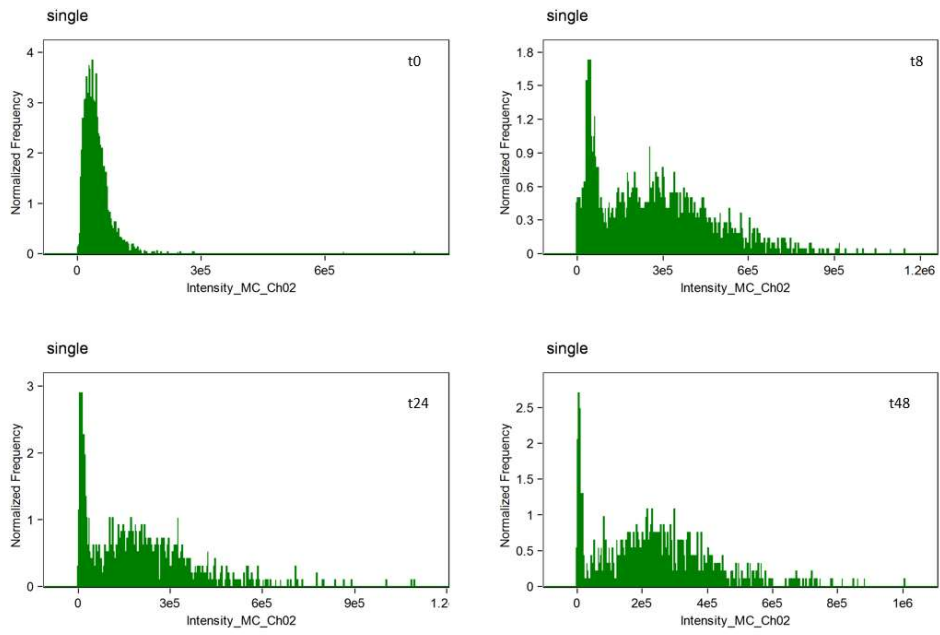 single
t0
4
3
2
1
0
Normalized Frequency
0 3e5 6e5
Intensity_MC_Ch02
single
t8
1.8
1.5
1.2
0.9
0.6
0.3
0
Normalized Frequency
0 3e5 6e5 9e5 1.2e6
Intensity_MC_Ch02
single
t24
3
2
1
0
Normalized Frequency
0 3e5 6e5 9e5 1.2e
Intensity_MC_Ch02
single
t48
2.5
2
1.5
1
0.5
0
Normalized Frequency
0 2e5 4e5 6e5 8e5 1e6
Intensity_MC_Ch02